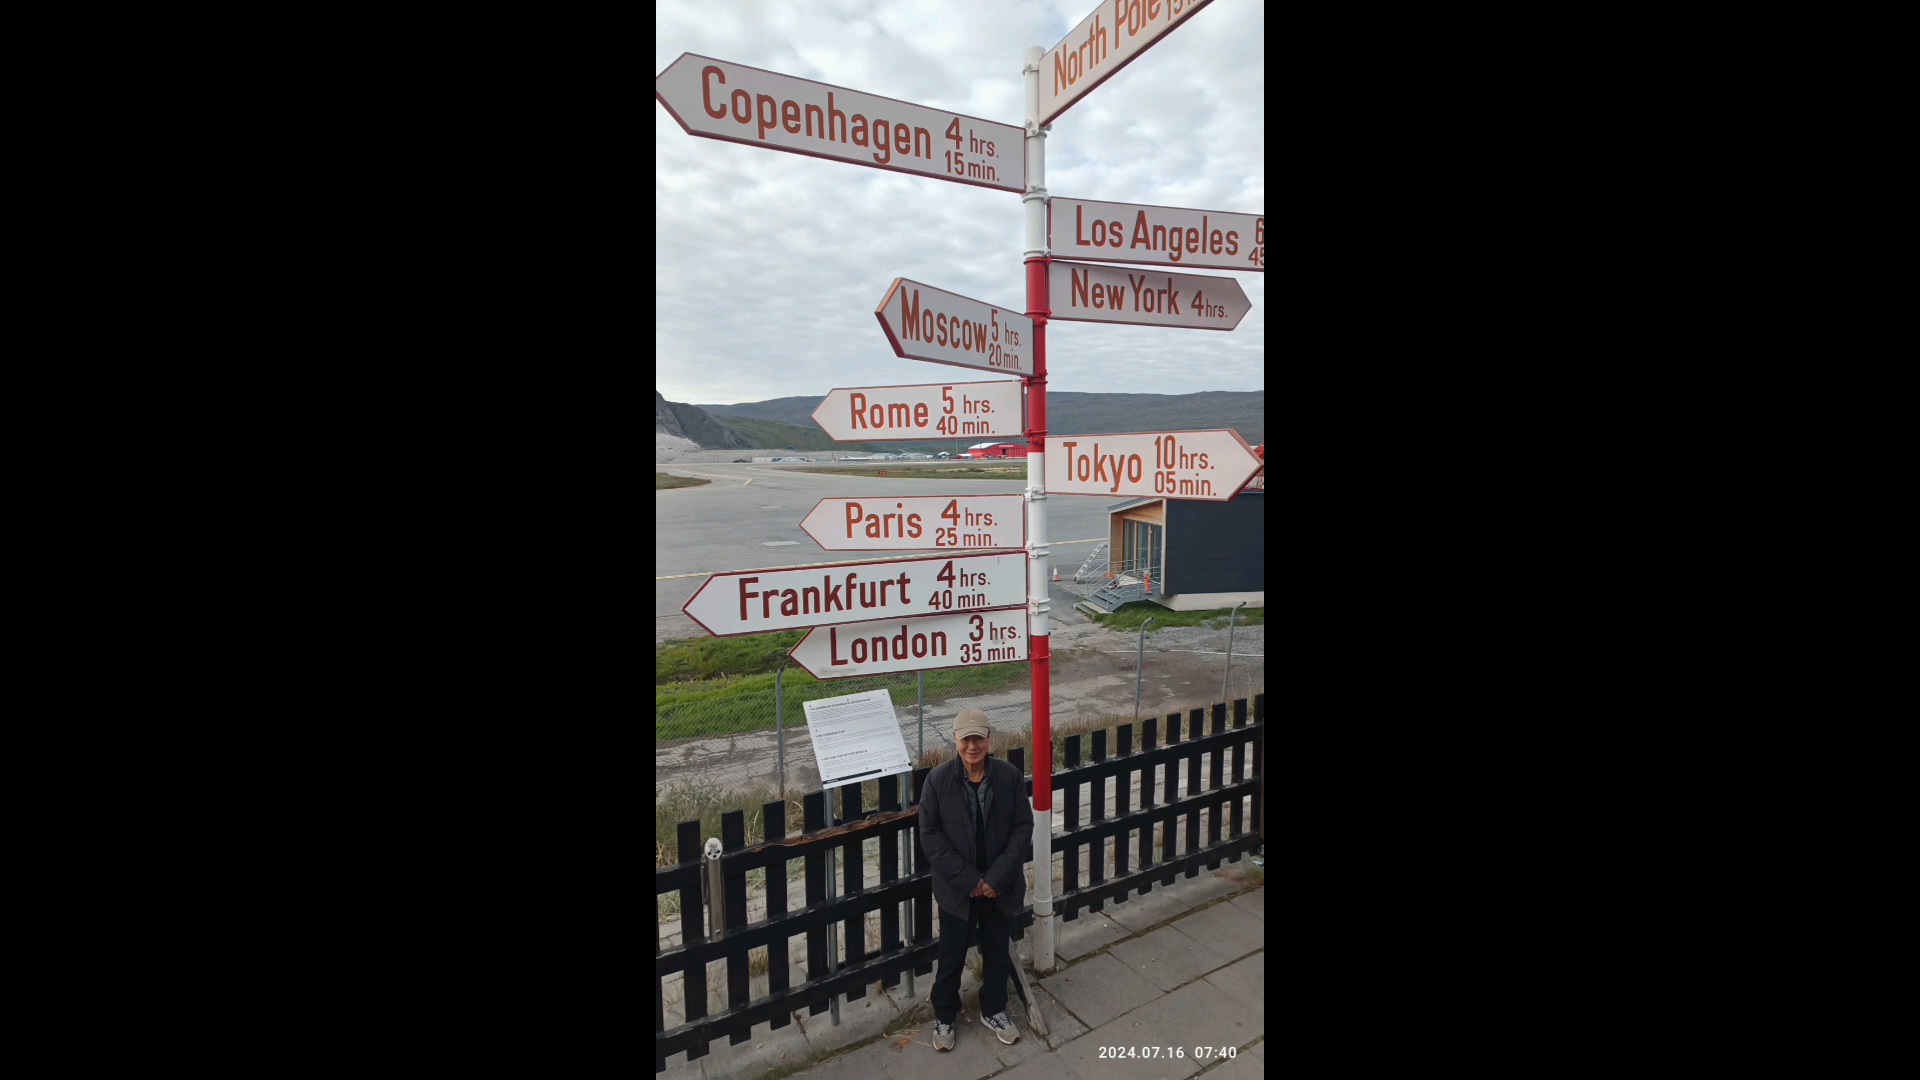 North Pole
Copenhagen 4 hrs.
15 min.
Los Angeles 6
45
New York 4 hrs.
Moscow 5 hrs.
20 min.
Rome 5 hrs.
40 min.
Tokyo 10 hrs.
05 min.
Paris 4 hrs.
25 min.
Frankfurt 4 hrs.
40 min.
London 3 hrs.
35 min.
2024.07.16 07:40